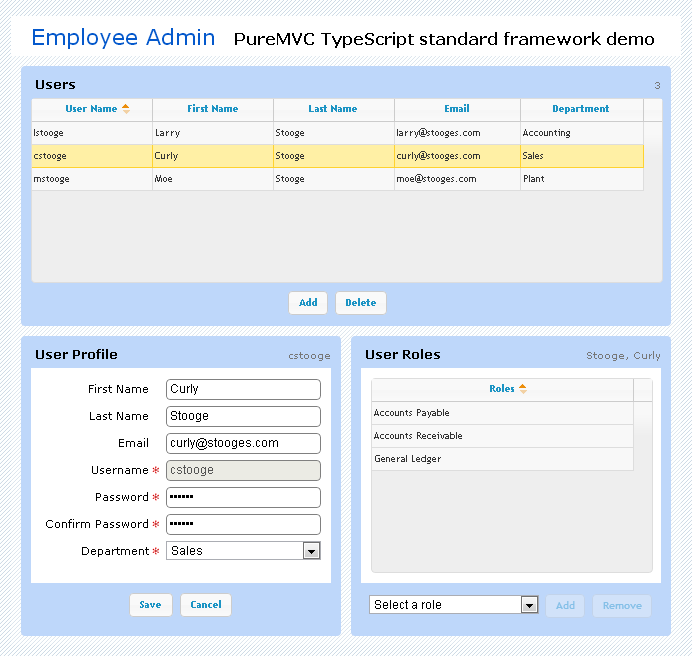 Employee Admin PureMVC TypeScript standard framework demo
Users 3
User Name First Name Last Name Email Department
lstooge Larry Stooge larry@stooges.com Accounting
cstooge Curly Stooge curly@stooges.com Sales
mstooge Moe Stooge moe@stooges.com Plant
Add Delete
User Profile cstooge
First Name Curly
Last Name Stooge
Email curly@stooges.com
Username * cstooge
Password * ••••••
Confirm Password * ••••••
Department * Sales
Save Cancel
User Roles Stooge, Curly
Roles
Accounts Payable
Accounts Receivable
General Ledger
Select a role Add Remove